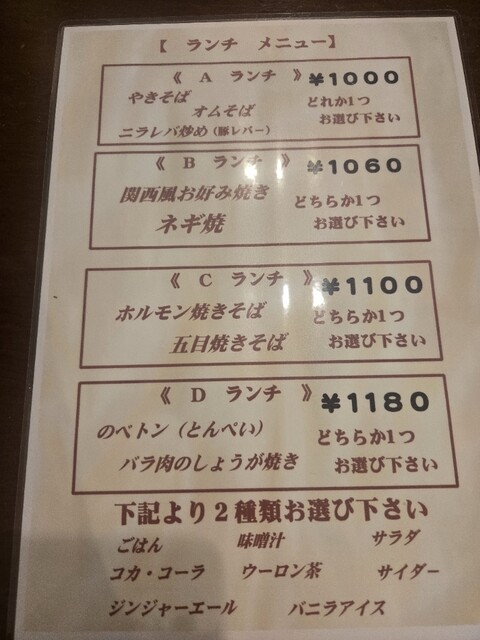 【 ランチ メニュー】
《 A ランチ 》¥1000
やきそば どれか1つ
オムそば お選び下さい
ニラレバ炒め（豚レバー）
《 B ランチ 》¥1060
関西風お好み焼き どちらか1つ
ネギ焼 お選び下さい
《 C ランチ 》¥1100
ホルモン焼きそば どちらか1つ
五目焼きそば お選び下さい
《 D ランチ 》¥1180
のべトン（とんぺい） どちらか1つ
バラ肉のしょうが焼き お選び下さい
下記より２種類お選び下さい
ごはん 味噌汁 サラダ
コカ・コーラ ウーロン茶 サイダー
ジンジャーエール バニラアイス